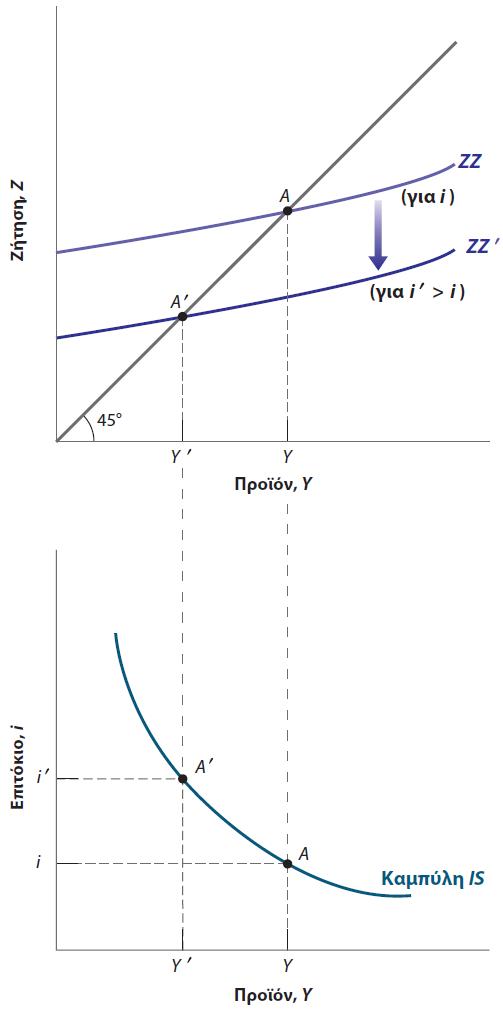 Ζήτηση, Z
ZZ
A
(για i)
ZZ ′
A′
(για i ′ > i)
45°
Y ′
Y
Προϊόν, Y
Επιτόκιο, i
i ′
A′
i
A
Καμπύλη IS
Y ′
Y
Προϊόν, Y